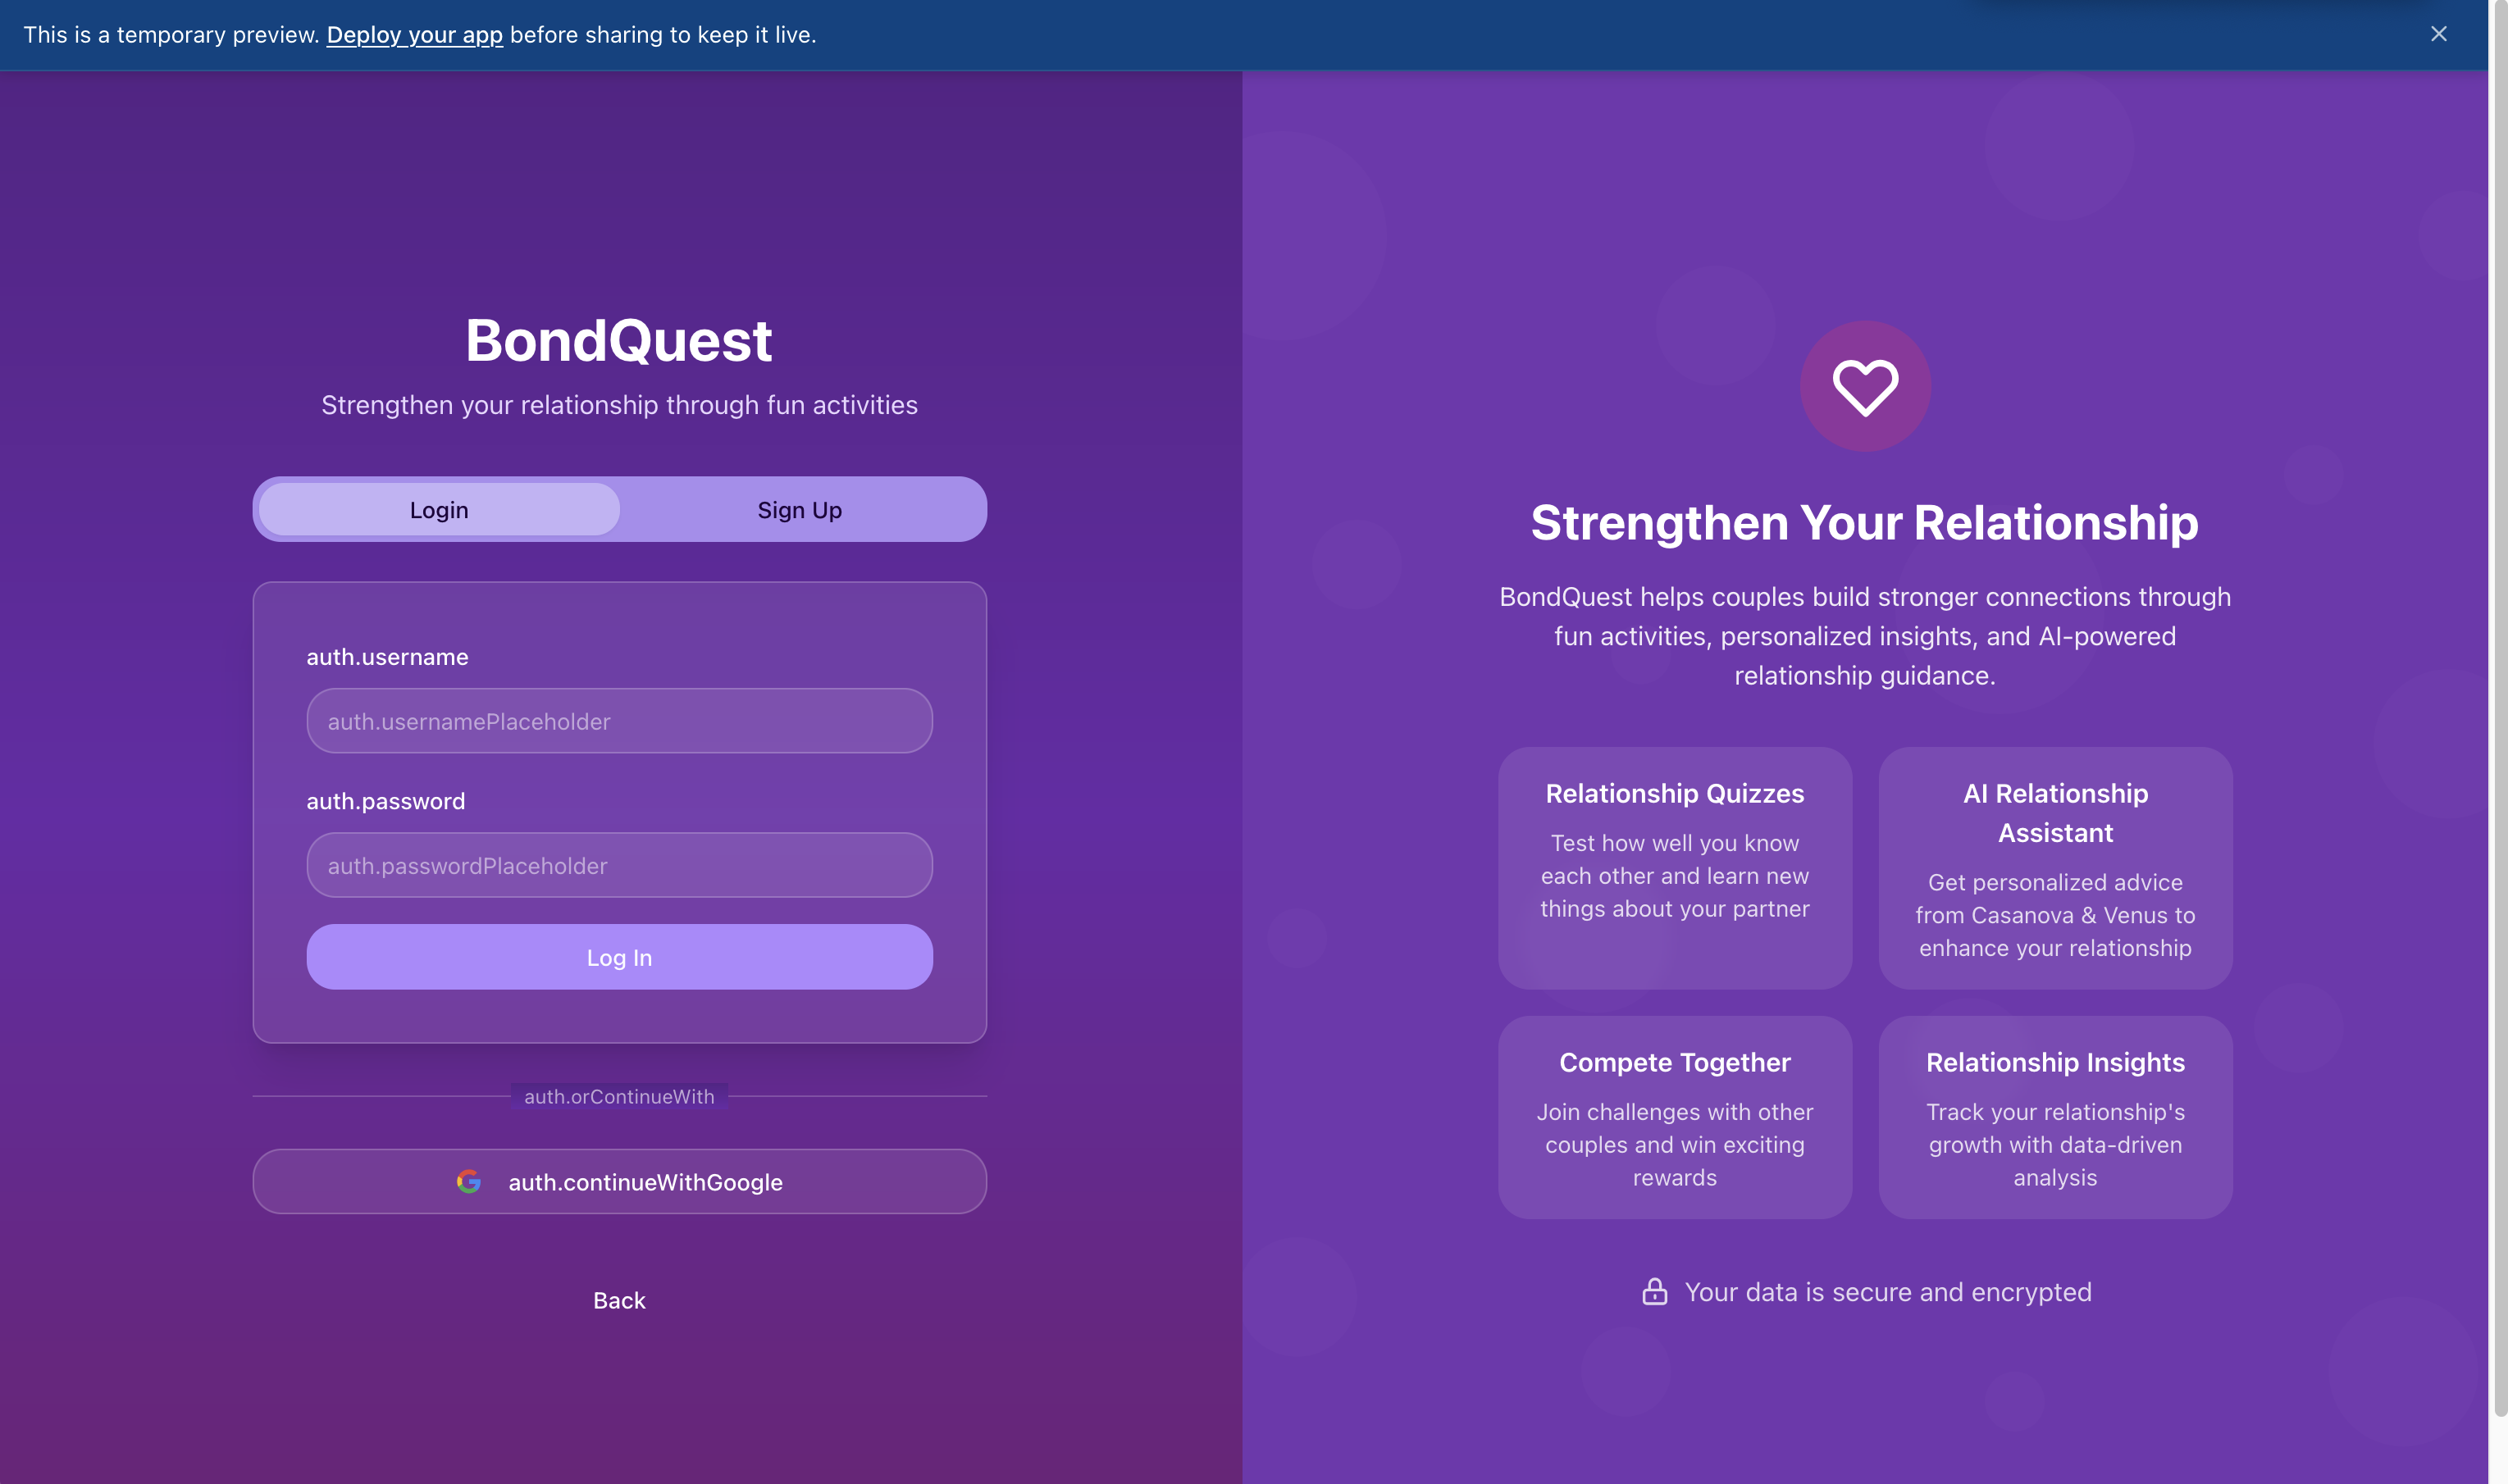 This is a temporary preview. Deploy your app before sharing to keep it live.
BondQuest
Strengthen your relationship through fun activities
Login
Sign Up
auth.username
auth.usernamePlaceholder
auth.password
auth.passwordPlaceholder
Log In
auth.orContinueWith
auth.continueWithGoogle
Back
Strengthen Your Relationship
BondQuest helps couples build stronger connections through
fun activities, personalized insights, and AI-powered
relationship guidance.
Relationship Quizzes
Test how well you know
each other and learn new
things about your partner
AI Relationship
Assistant
Get personalized advice
from Casanova & Venus to
enhance your relationship
Compete Together
Join challenges with other
couples and win exciting
rewards
Relationship Insights
Track your relationship's
growth with data-driven
analysis
Your data is secure and encrypted